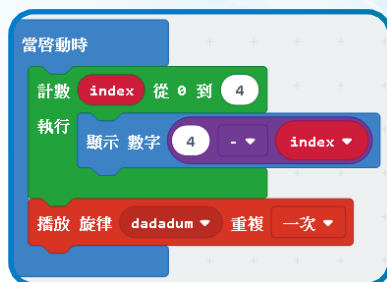 當啓動時
計數 index 從 0 到 4
執行
顯示 數字 4 - index
播放 旋律 dadadum 重複 一次